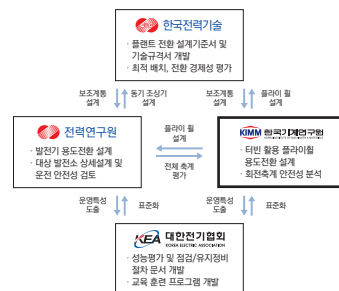 한국전력기술
· 플랜트 전환 설계기준서 및
기술규격서 개발
· 최적 배치, 전환 경제성 평가
보조계통
설계
동기 조상기
설계
보조계통
설계
플라이 휠
설계
전력연구원
· 발전기 용도전환 설계
· 대상 발전소 상세설계 및
운전 안전성 검토
플라이 휠
설계
전체 축계
평가
KIMM 한국기계연구원
· 터빈 활용 플라이휠
용도전환 설계
· 회전축계 안전성 분석
운영특성
도출
표준화
운영특성
도출
표준화
KEA 대한전기협회
KOREA ELECTRIC ASSOCIATION
· 성능평가 및 점검/유지정비
절차 문서 개발
· 교육 훈련 프로그램 개발